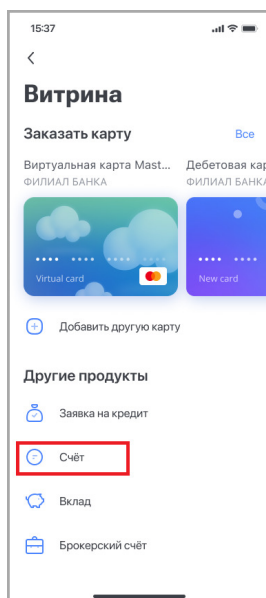 15:37
Витрина
Заказать карту Все
Виртуальная карта Mast... Дебетовая кар
ФИЛИАЛ БАНКА ФИЛИАЛ БАНКА
Virtual card New card
Добавить другую карту
Другие продукты
Заявка на кредит
Счёт
Вклад
Брокерский счёт